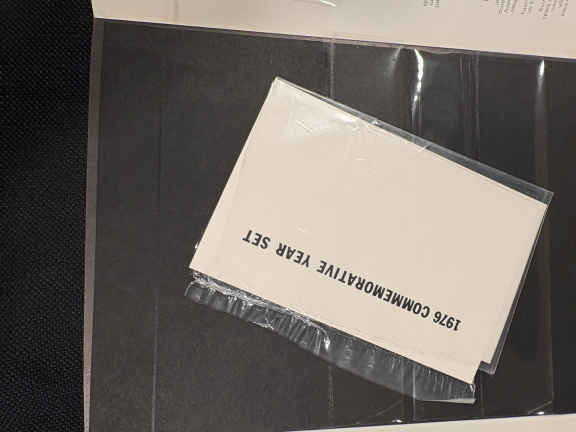 1976 COMMEMORATIVE YEAR SET